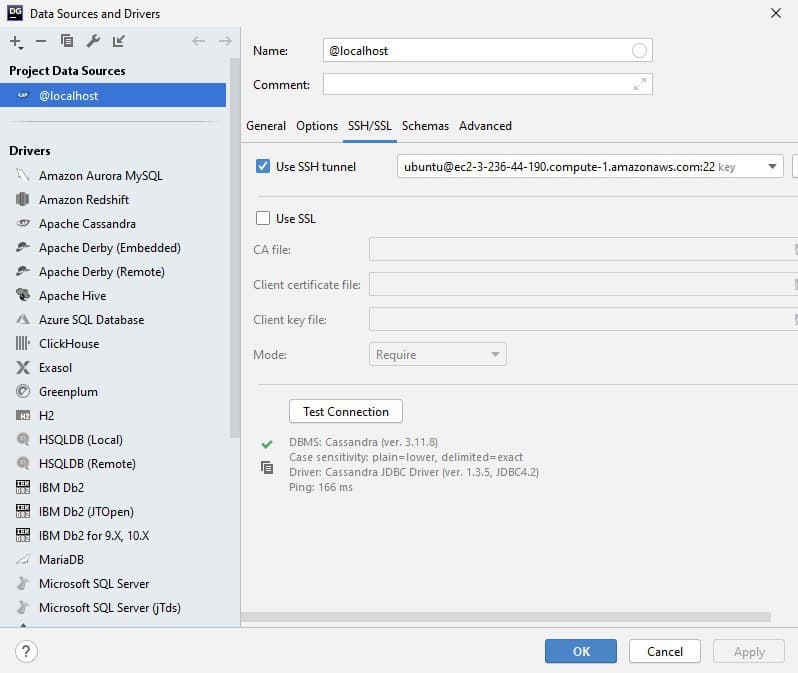 DG Data Sources and Drivers
Project Data Sources
@localhost
Drivers
Amazon Aurora MySQL
Amazon Redshift
Apache Cassandra
Apache Derby (Embedded)
Apache Derby (Remote)
Apache Hive
Azure SQL Database
ClickHouse
Exasol
Greenplum
H2
HSQLDB (Local)
HSQLDB (Remote)
IBM Db2
IBM Db2 (JTOpen)
IBM Db2 for 9.X, 10.X
MariaDB
Microsoft SQL Server
Microsoft SQL Server (jTds)
Name: @localhost
Comment:
General Options SSH/SSL Schemas Advanced
Use SSH tunnel ubuntu@ec2-3-236-44-190.compute-1.amazonaws.com:22 key
Use SSL
CA file:
Client certificate file:
Client key file:
Mode: Require
Test Connection
DBMS: Cassandra (ver. 3.11.8)
Case sensitivity: plain=lower, delimited=exact
Driver: Cassandra JDBC Driver (ver. 1.3.5, JDBC4.2)
Ping: 166 ms
? OK Cancel Apply